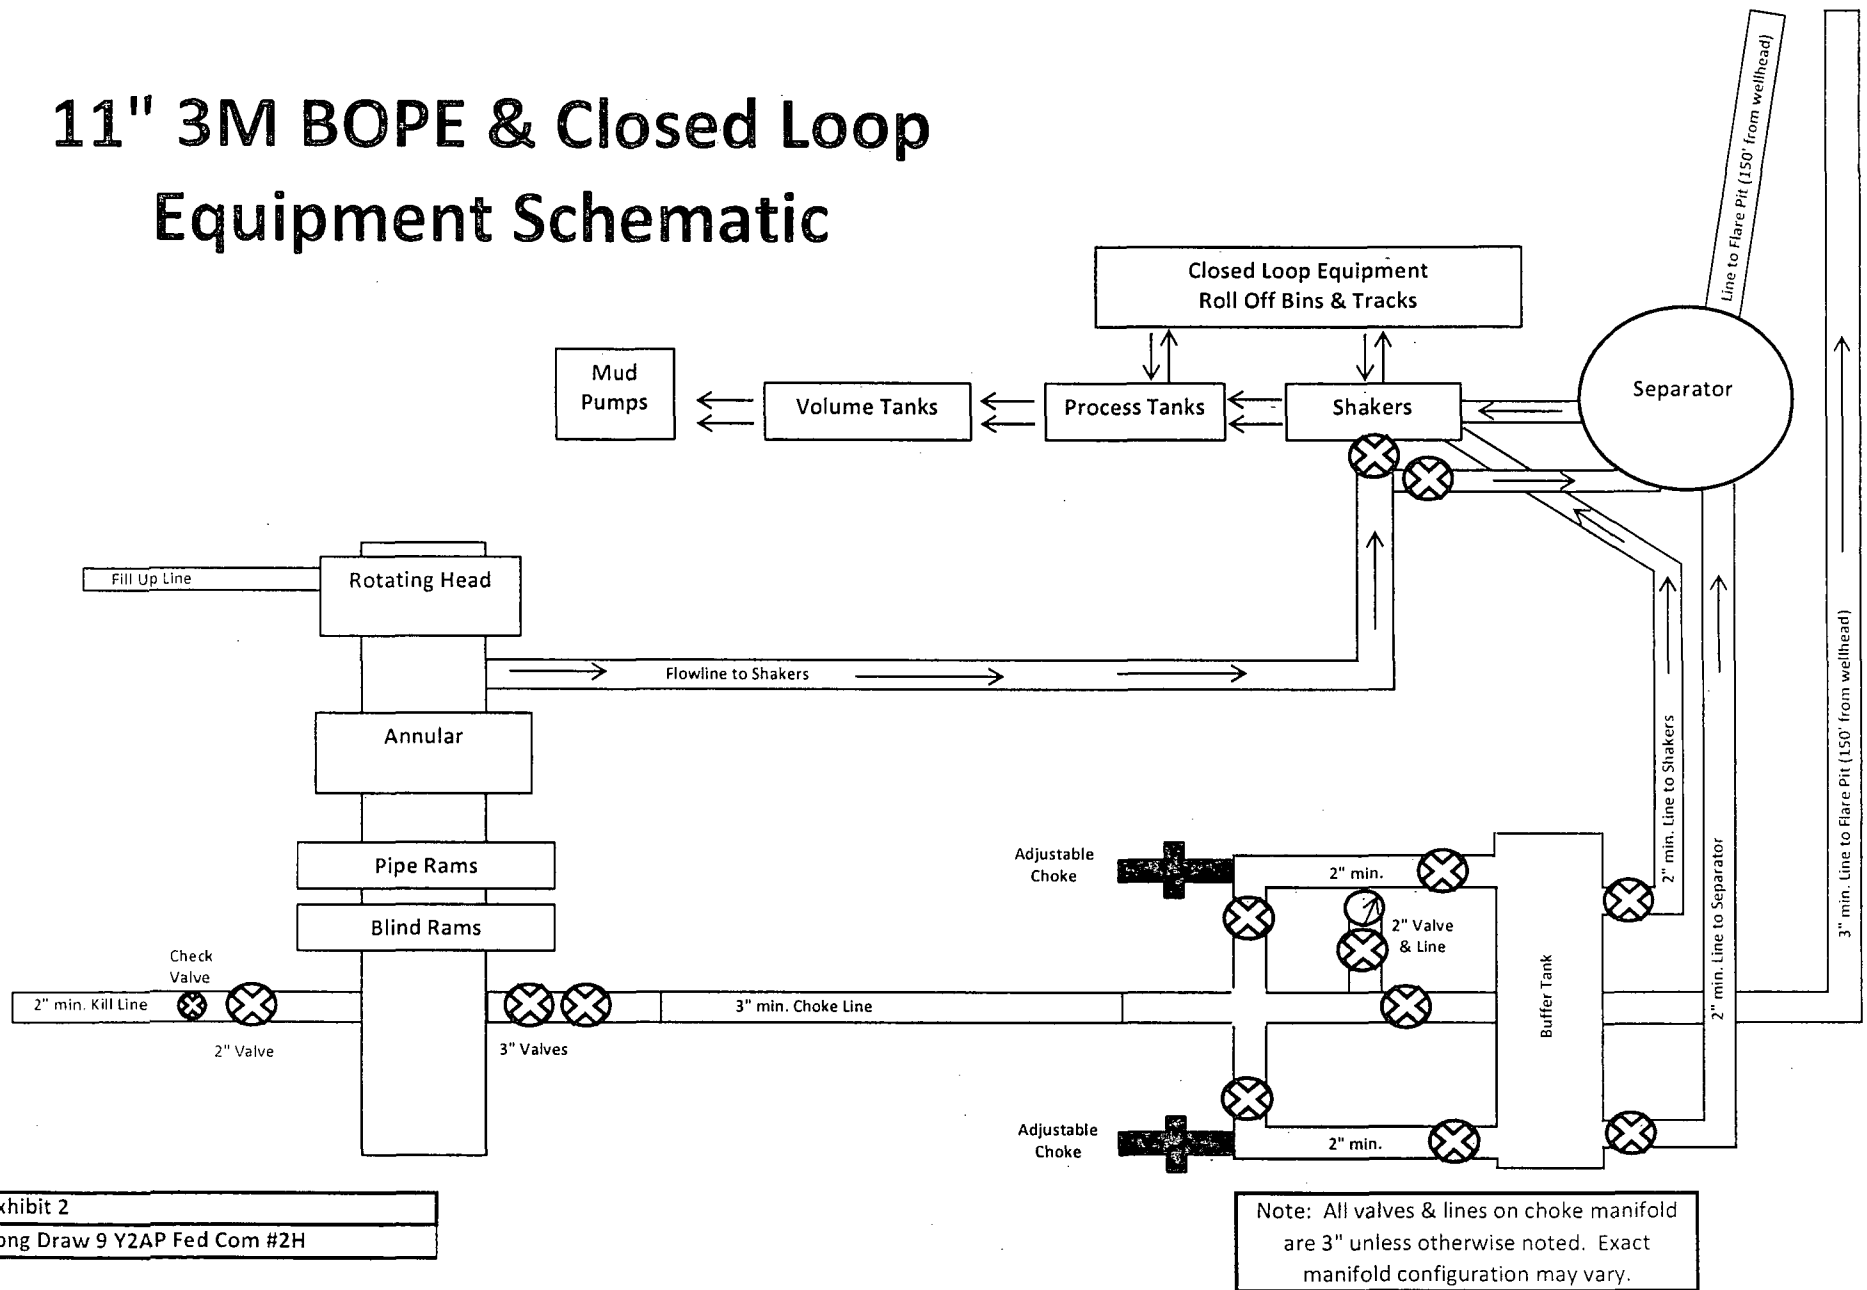 11" 3M BOPE & Closed Loop
Equipment Schematic
Line to Flare Pit (150' from wellhead)
Closed Loop Equipment
Roll Off Bins & Tracks
Mud
Pumps
Volume Tanks
Process Tanks
Shakers
Separator
Fill Up Line
Rotating Head
Flowline to Shakers
Annular
Pipe Rams
Blind Rams
Check
Valve
2" min. Kill Line
2" Valve
3" Valves
3" min. Choke Line
Adjustable
Choke
2" min.
2" Valve
& Line
Adjustable
Choke
2" min.
Buffer Tank
2" min. Line to Shakers
2" min. Line to Separator
3" min. Line to Flare Pit (150' from wellhead)
xhibit 2
ong Draw 9 Y2AP Fed Com #2H
Note: All valves & lines on choke manifold
are 3" unless otherwise noted. Exact
manifold configuration may vary.